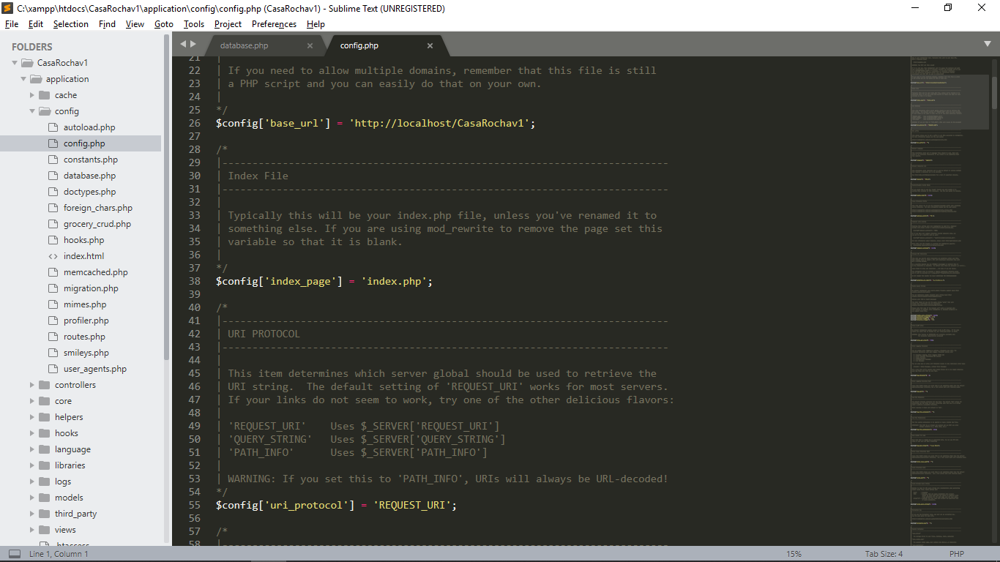 C:\xampp\htdocs\CasaRochav1\application\config\config.php (CasaRochav1) - Sublime Text (UNREGISTERED)
File Edit Selection Find View Goto Tools Project Preferences Help
FOLDERS
CasaRochav1
application
cache
config
autoload.php
config.php
constants.php
database.php
doctypes.php
foreign_chars.php
grocery_crud.php
hooks.php
index.html
memcached.php
migration.php
mimes.php
profiler.php
routes.php
smileys.php
user_agents.php
controllers
core
helpers
hooks
language
libraries
logs
models
third_party
views
.htaccess
database.php config.php
21 |
22 | If you need to allow multiple domains, remember that this file is still
23 | a PHP script and you can easily do that on your own.
24 |
25 */
26 $config['base_url'] = 'http://localhost/CasaRochav1';
27
28 /*
29 |--------------------------------------------------------------------------
30 | Index File
31 |--------------------------------------------------------------------------
32 |
33 | Typically this will be your index.php file, unless you've renamed it to
34 | something else. If you are using mod_rewrite to remove the page set this
35 | variable so that it is blank.
36 |
37 */
38 $config['index_page'] = 'index.php';
39
40 /*
41 |--------------------------------------------------------------------------
42 | URI PROTOCOL
43 |--------------------------------------------------------------------------
44 |
45 | This item determines which server global should be used to retrieve the
46 | URI string.  The default setting of 'REQUEST_URI' works for most servers.
47 | If your links do not seem to work, try one of the other delicious flavors:
48 |
49 | 'REQUEST_URI'    Uses $_SERVER['REQUEST_URI']
50 | 'QUERY_STRING'   Uses $_SERVER['QUERY_STRING']
51 | 'PATH_INFO'      Uses $_SERVER['PATH_INFO']
52 |
53 | WARNING: If you set this to 'PATH_INFO', URIs will always be URL-decoded!
54 */
55 $config['uri_protocol'] = 'REQUEST_URI';
56
57 /*
58 |--------------------------------------------------------------------------
Line 1, Column 1 15% Tab Size: 4 PHP